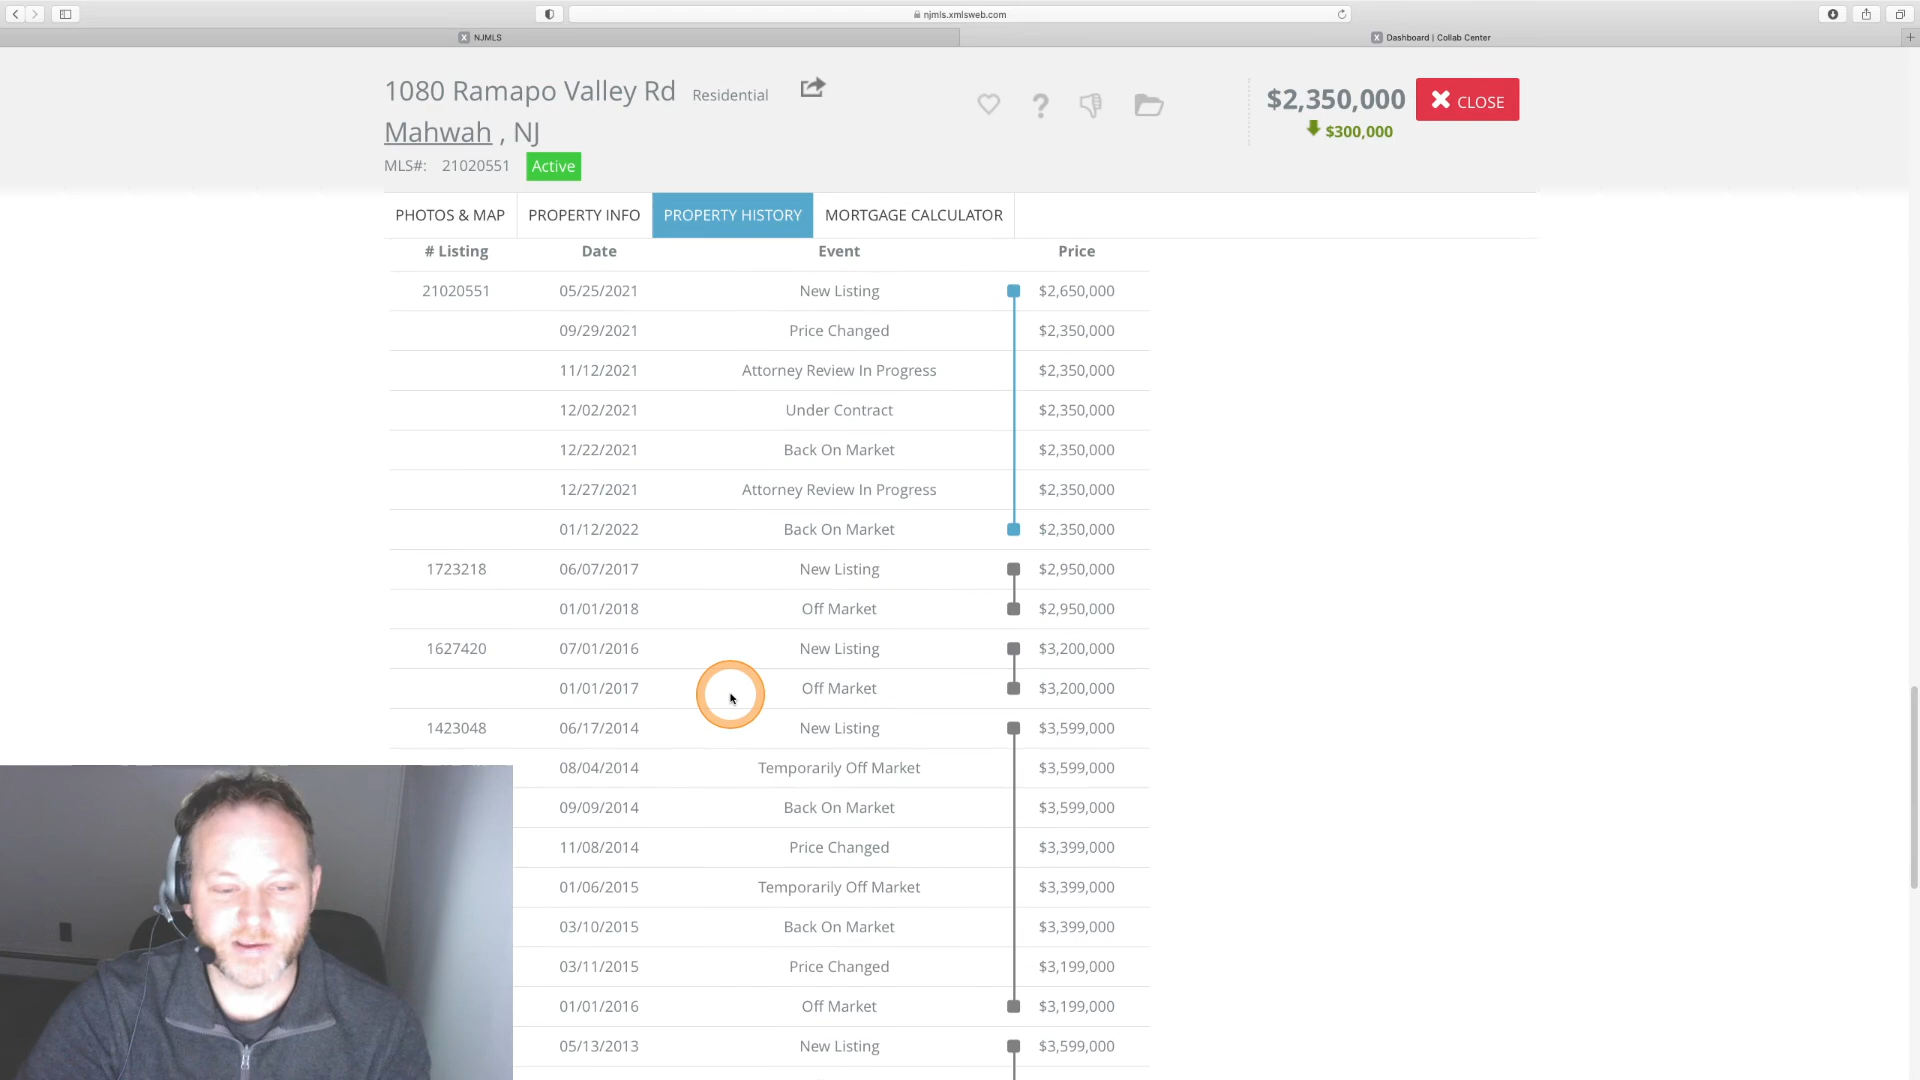 njmls.xmlsweb.com
NJMLS
Dashboard | Collab Center
1080 Ramapo Valley Rd Residential
Mahwah , NJ
MLS#: 21020551 Active
$2,350,000
$300,000
CLOSE
PHOTOS & MAP PROPERTY INFO PROPERTY HISTORY MORTGAGE CALCULATOR
# Listing Date Event Price
21020551 05/25/2021 New Listing $2,650,000
09/29/2021 Price Changed $2,350,000
11/12/2021 Attorney Review In Progress $2,350,000
12/02/2021 Under Contract $2,350,000
12/22/2021 Back On Market $2,350,000
12/27/2021 Attorney Review In Progress $2,350,000
01/12/2022 Back On Market $2,350,000
1723218 06/07/2017 New Listing $2,950,000
01/01/2018 Off Market $2,950,000
1627420 07/01/2016 New Listing $3,200,000
01/01/2017 Off Market $3,200,000
1423048 06/17/2014 New Listing $3,599,000
08/04/2014 Temporarily Off Market $3,599,000
09/09/2014 Back On Market $3,599,000
11/08/2014 Price Changed $3,399,000
01/06/2015 Temporarily Off Market $3,399,000
03/10/2015 Back On Market $3,399,000
03/11/2015 Price Changed $3,199,000
01/01/2016 Off Market $3,199,000
05/13/2013 New Listing $3,599,000